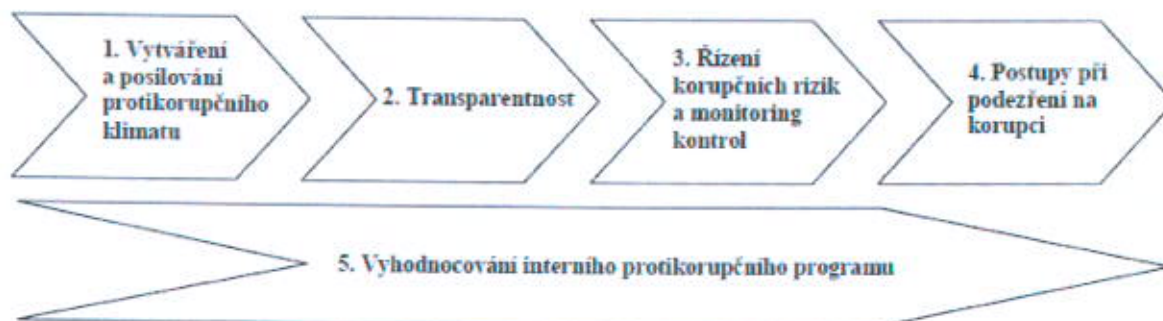 1. Vytváření
a posilování
protikorupčního
klimatu
2. Transparentnost
3. Řízení
korupčních rizik
a monitoring
kontrol
4. Postupy při
podezření na
korupci
5. Vyhodnocování interního protikorupčního programu